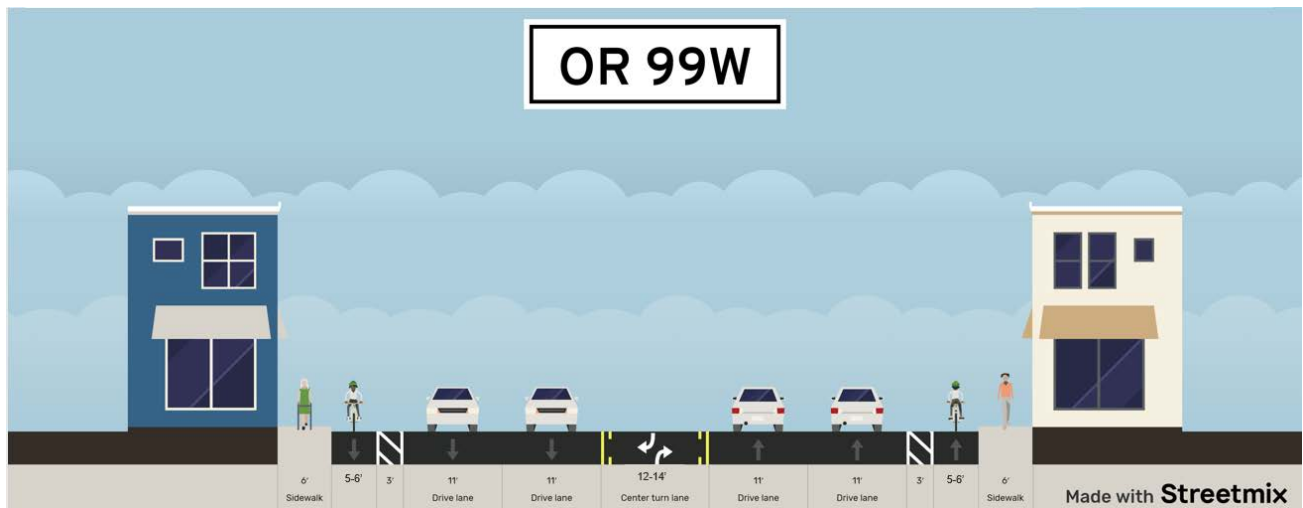 OR 99W
6' 5-6' 3' 11' 11' 12-14' 11' 11' 3' 5-6' 6'
Sidewalk Drive lane Drive lane Center turn lane Drive lane Drive lane Sidewalk
Made with Streetmix